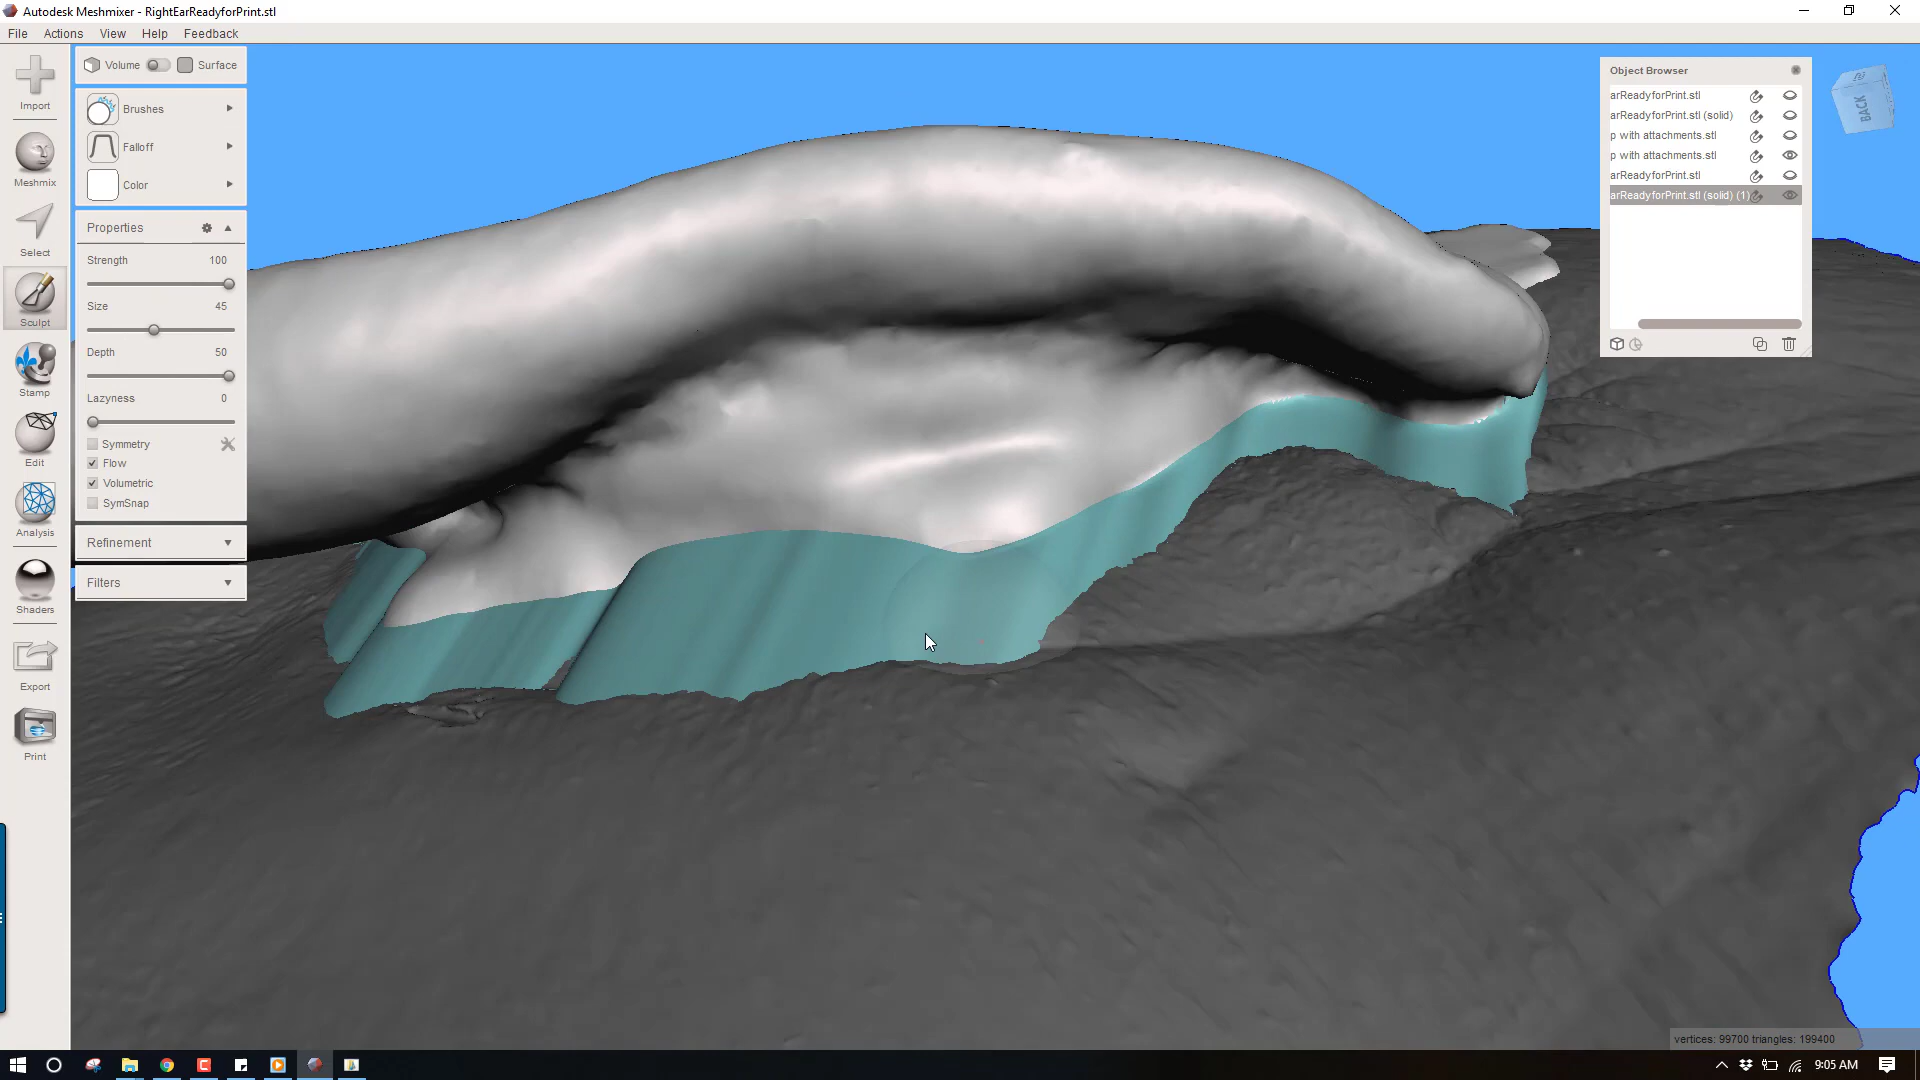 Autodesk Meshmixer - RightEarReadyforPrint.stl
File Actions View Help Feedback
Import
Meshmix
Select
Sculpt
Stamp
Edit
Analysis
Shaders
Export
Print
Volume Surface
Brushes
Falloff
Color
Properties
Strength 100
Size 45
Depth 50
Lazyness 0
Symmetry
Flow
Volumetric
SymSnap
Refinement
Filters
Object Browser
arReadyforPrint.stl
arReadyforPrint.stl (solid)
p with attachments.stl
p with attachments.stl
arReadyforPrint.stl
arReadyforPrint.stl (solid) (1)
BACK
vertices: 99700 triangles: 199400
9:05 AM